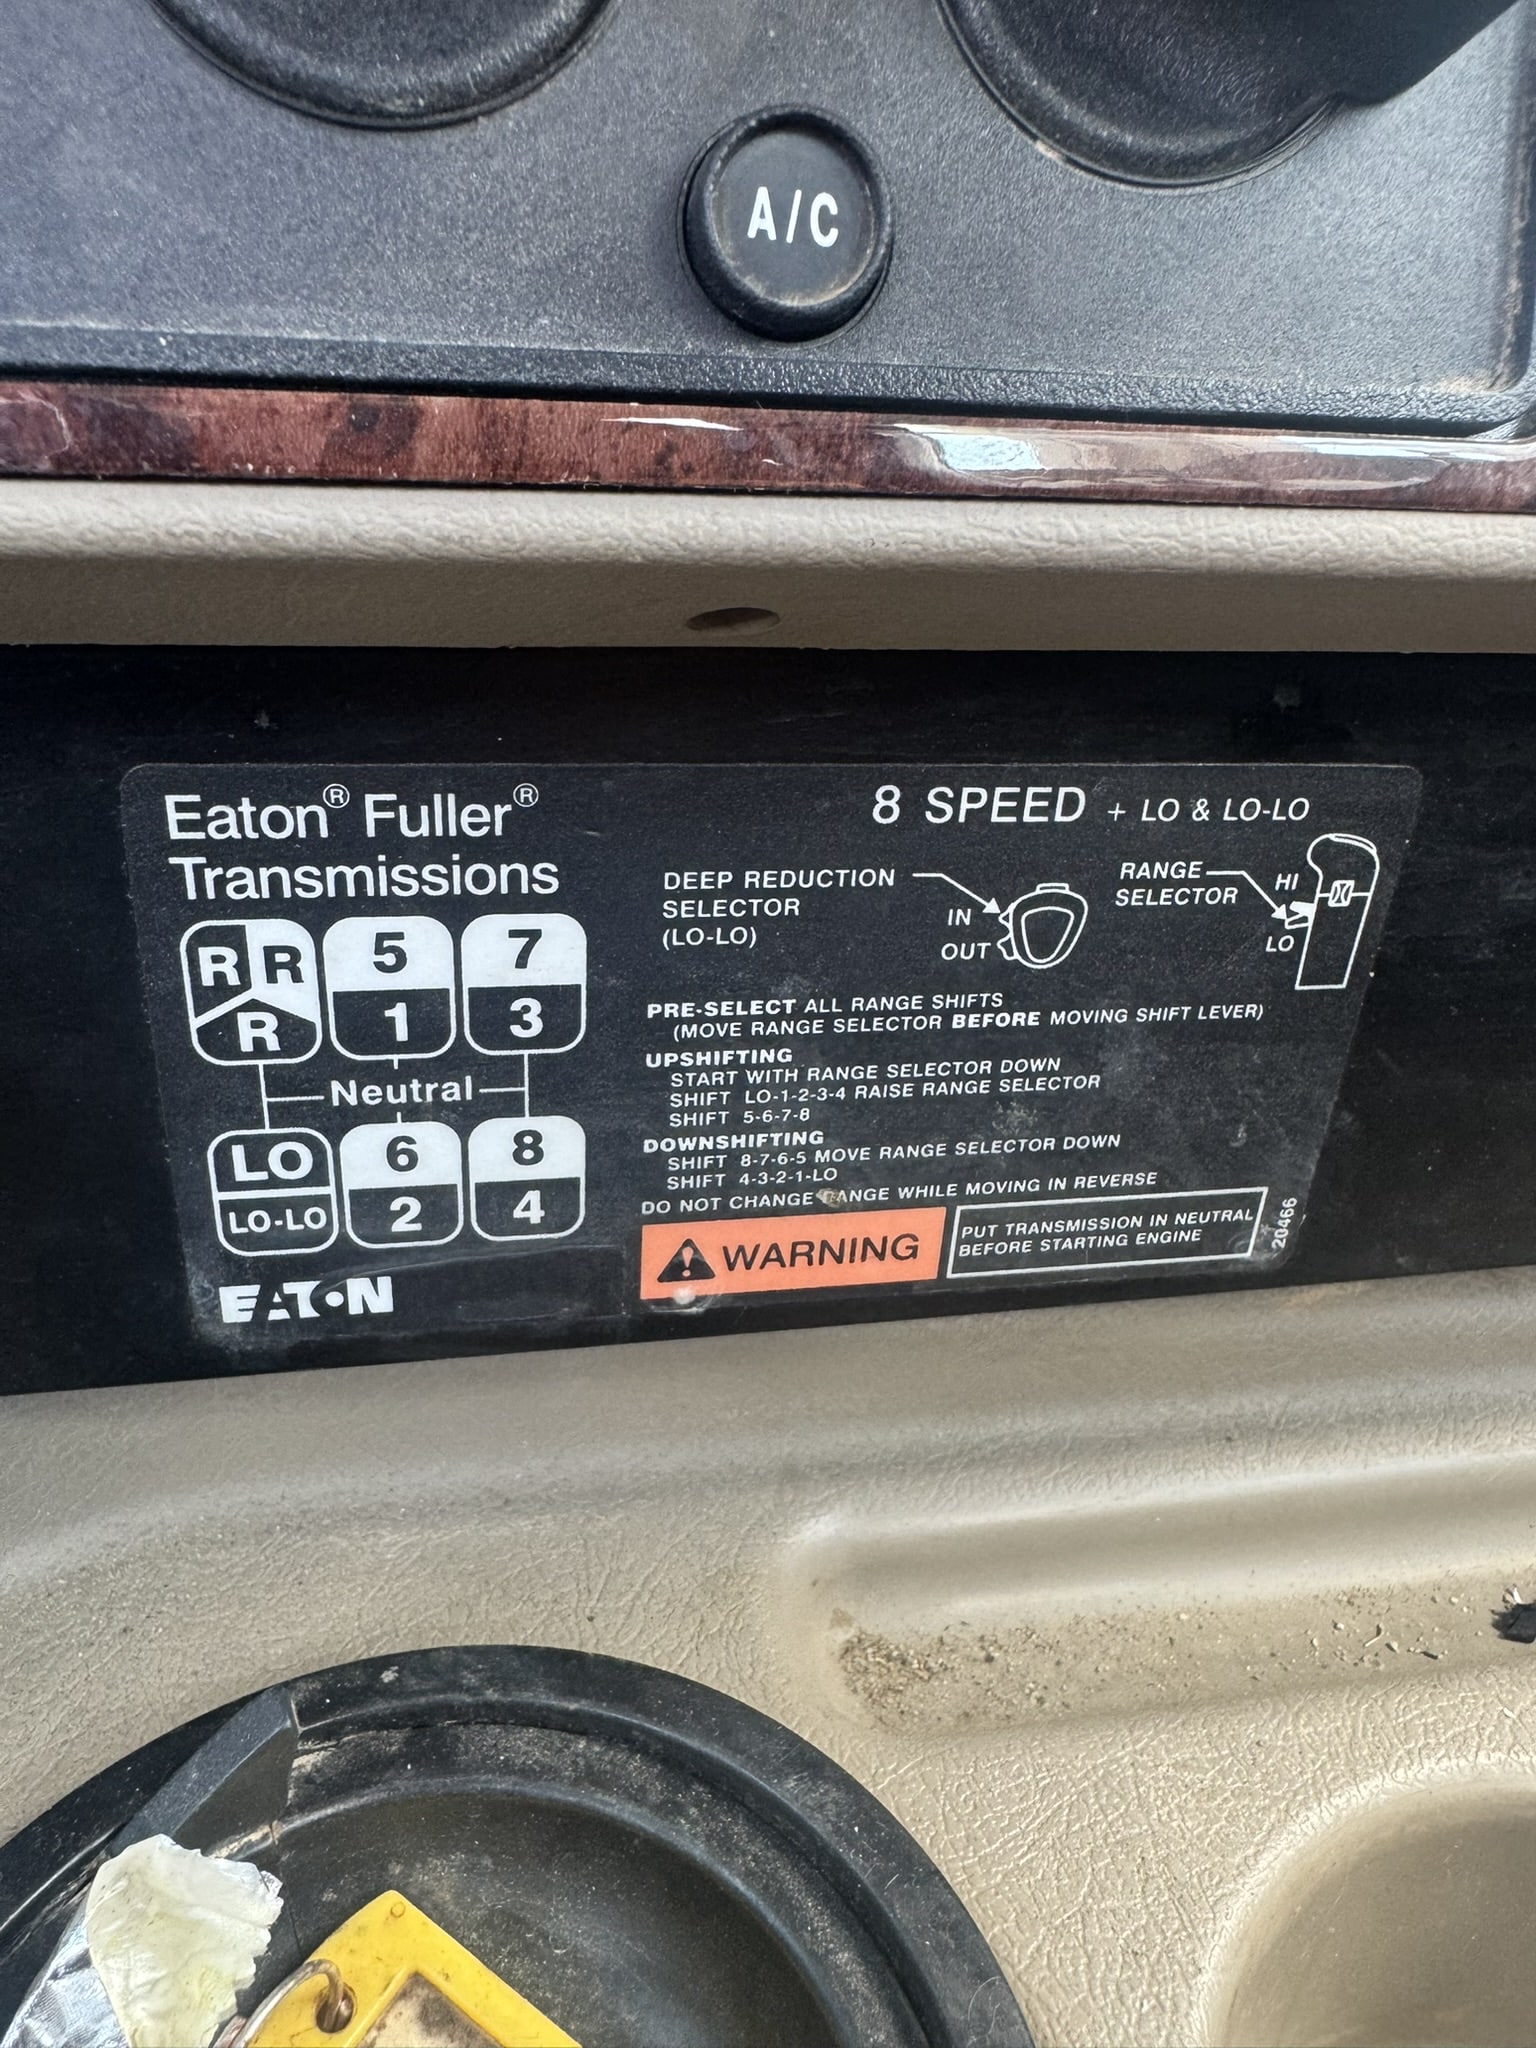 A/C
Eaton® Fuller®
Transmissions
8 SPEED + LO & LO-LO
DEEP REDUCTION
SELECTOR
(LO-LO)
IN
OUT
RANGE
SELECTOR
HI
LO
R R 5 7
R 1 3
Neutral
LO 6 8
LO-LO 2 4
PRE-SELECT ALL RANGE SHIFTS
(MOVE RANGE SELECTOR BEFORE MOVING SHIFT LEVER)
UPSHIFTING
START WITH RANGE SELECTOR DOWN
SHIFT LO-1-2-3-4 RAISE RANGE SELECTOR
SHIFT 5-6-7-8
DOWNSHIFTING
SHIFT 8-7-6-5 MOVE RANGE SELECTOR DOWN
SHIFT 4-3-2-1-LO
DO NOT CHANGE RANGE WHILE MOVING IN REVERSE
WARNING
PUT TRANSMISSION IN NEUTRAL
BEFORE STARTING ENGINE
20466
EATON